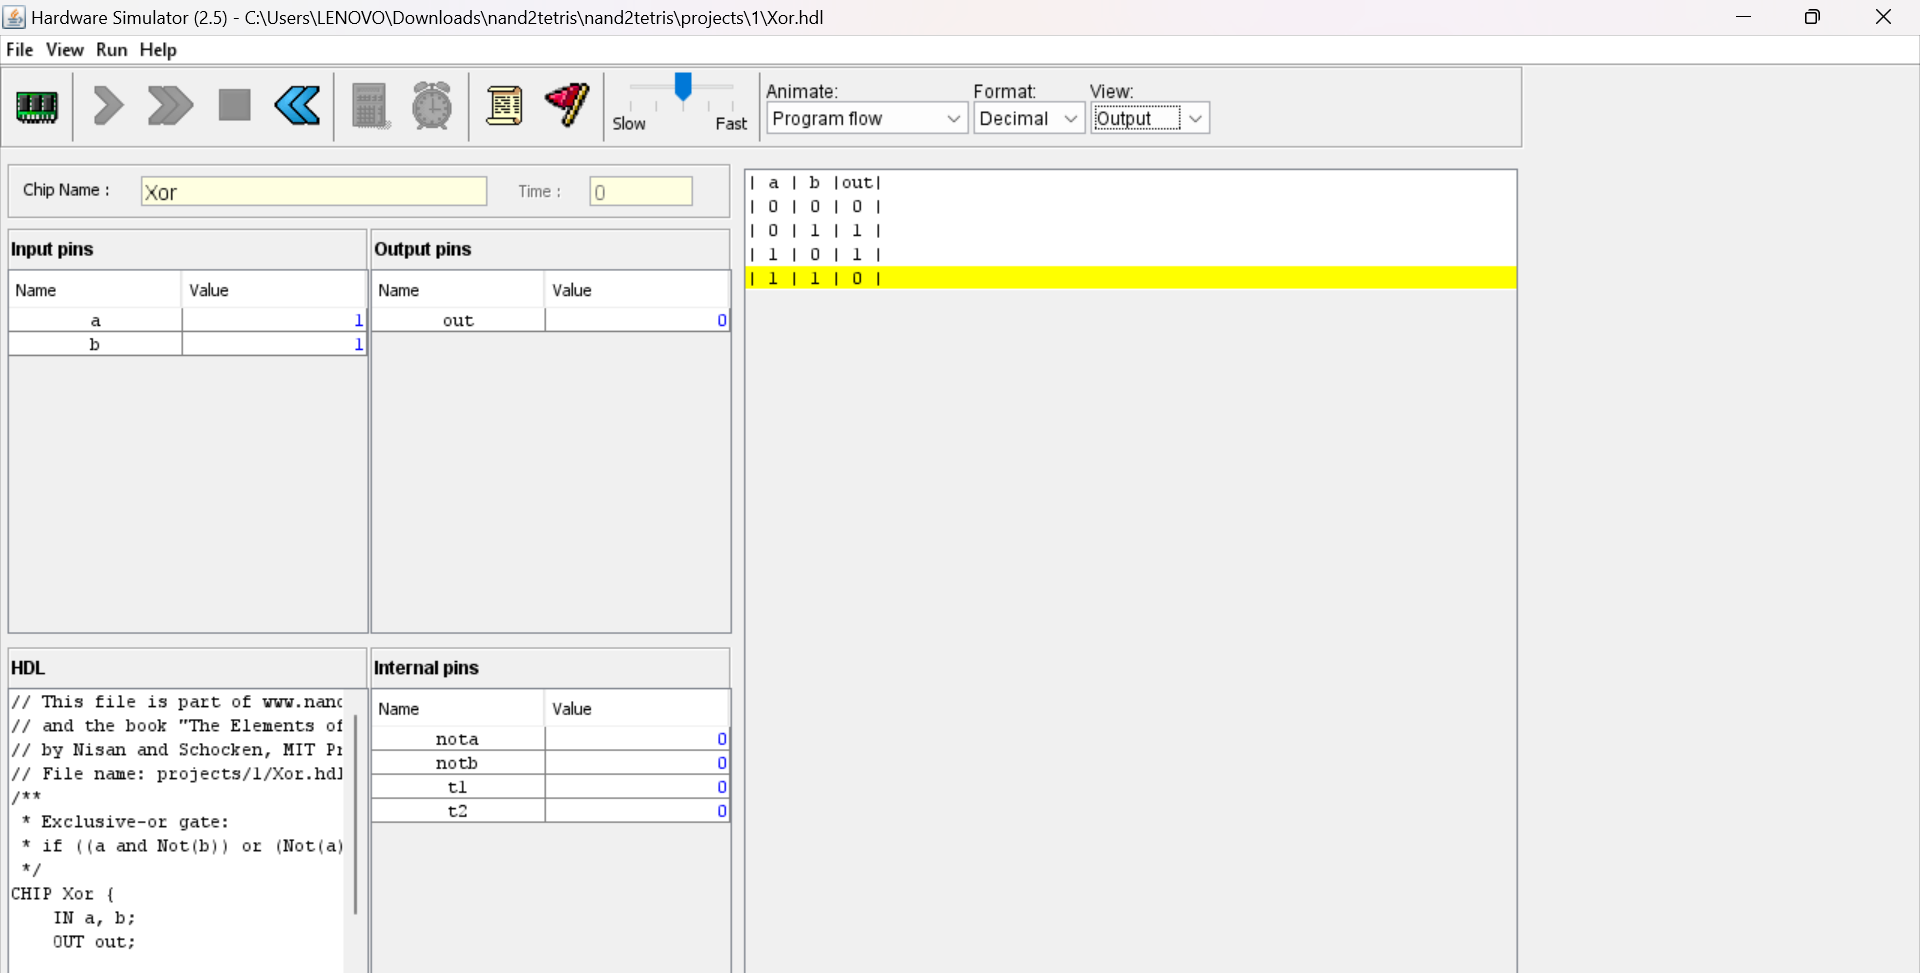 Hardware Simulator (2.5) - C:\Users\LENOVO\Downloads\nand2tetris\nand2tetris\projects\1\Xor.hdl
File View Run Help
Slow Fast
Animate: Format: View:
Program flow Decimal Output
Chip Name : Xor Time : 0
Input pins
Name Value
a 1
b 1
Output pins
Name Value
out 0
HDL
// This file is part of www.nand
// and the book "The Elements of
// by Nisan and Schocken, MIT Pr
// File name: projects/1/Xor.hdl
/**
* Exclusive-or gate:
* if ((a and Not(b)) or (Not(a)
*/
CHIP Xor {
IN a, b;
OUT out;
Internal pins
Name Value
nota 0
notb 0
t1 0
t2 0
| a | b |out|
| 0 | 0 | 0 |
| 0 | 1 | 1 |
| 1 | 0 | 1 |
| 1 | 1 | 0 |